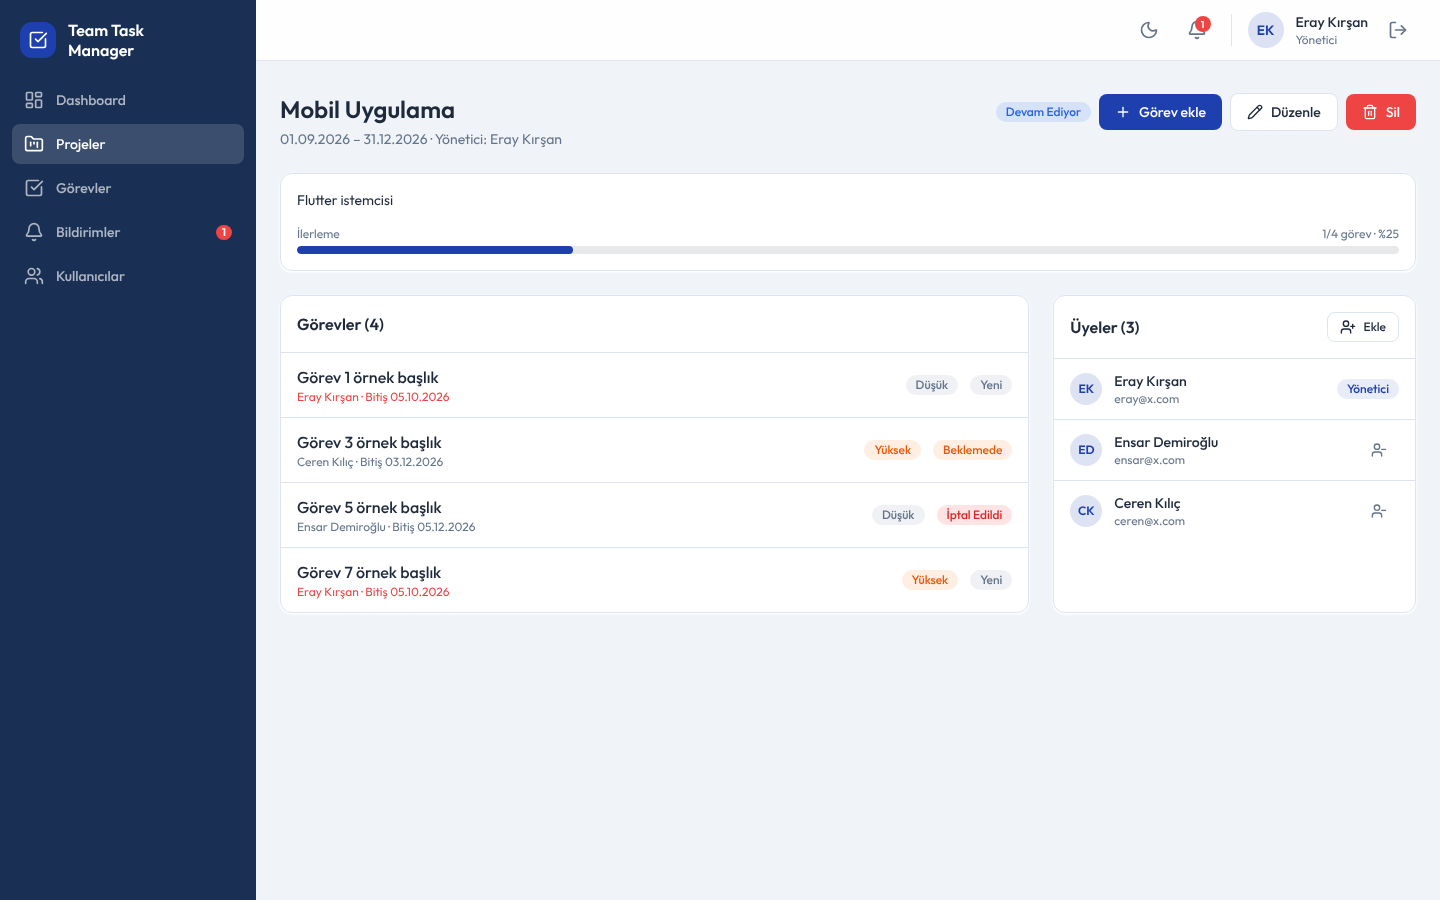 Team Task
Manager
Dashboard
Projeler
Görevler
Bildirimler 1
Kullanıcılar
1
EK
Eray Kırşan
Yönetici
Mobil Uygulama
01.09.2026 – 31.12.2026 · Yönetici: Eray Kırşan
Devam Ediyor
Görev ekle
Düzenle
Sil
Flutter istemcisi
İlerleme
1/4 görev · %25
Görevler (4)
Görev 1 örnek başlık
Eray Kırşan · Bitiş 05.10.2026
Düşük
Yeni
Görev 3 örnek başlık
Ceren Kılıç · Bitiş 03.12.2026
Yüksek
Beklemede
Görev 5 örnek başlık
Ensar Demiroğlu · Bitiş 05.12.2026
Düşük
İptal Edildi
Görev 7 örnek başlık
Eray Kırşan · Bitiş 05.10.2026
Yüksek
Yeni
Üyeler (3)
Ekle
EK
Eray Kırşan
eray@x.com
Yönetici
ED
Ensar Demiroğlu
ensar@x.com
CK
Ceren Kılıç
ceren@x.com